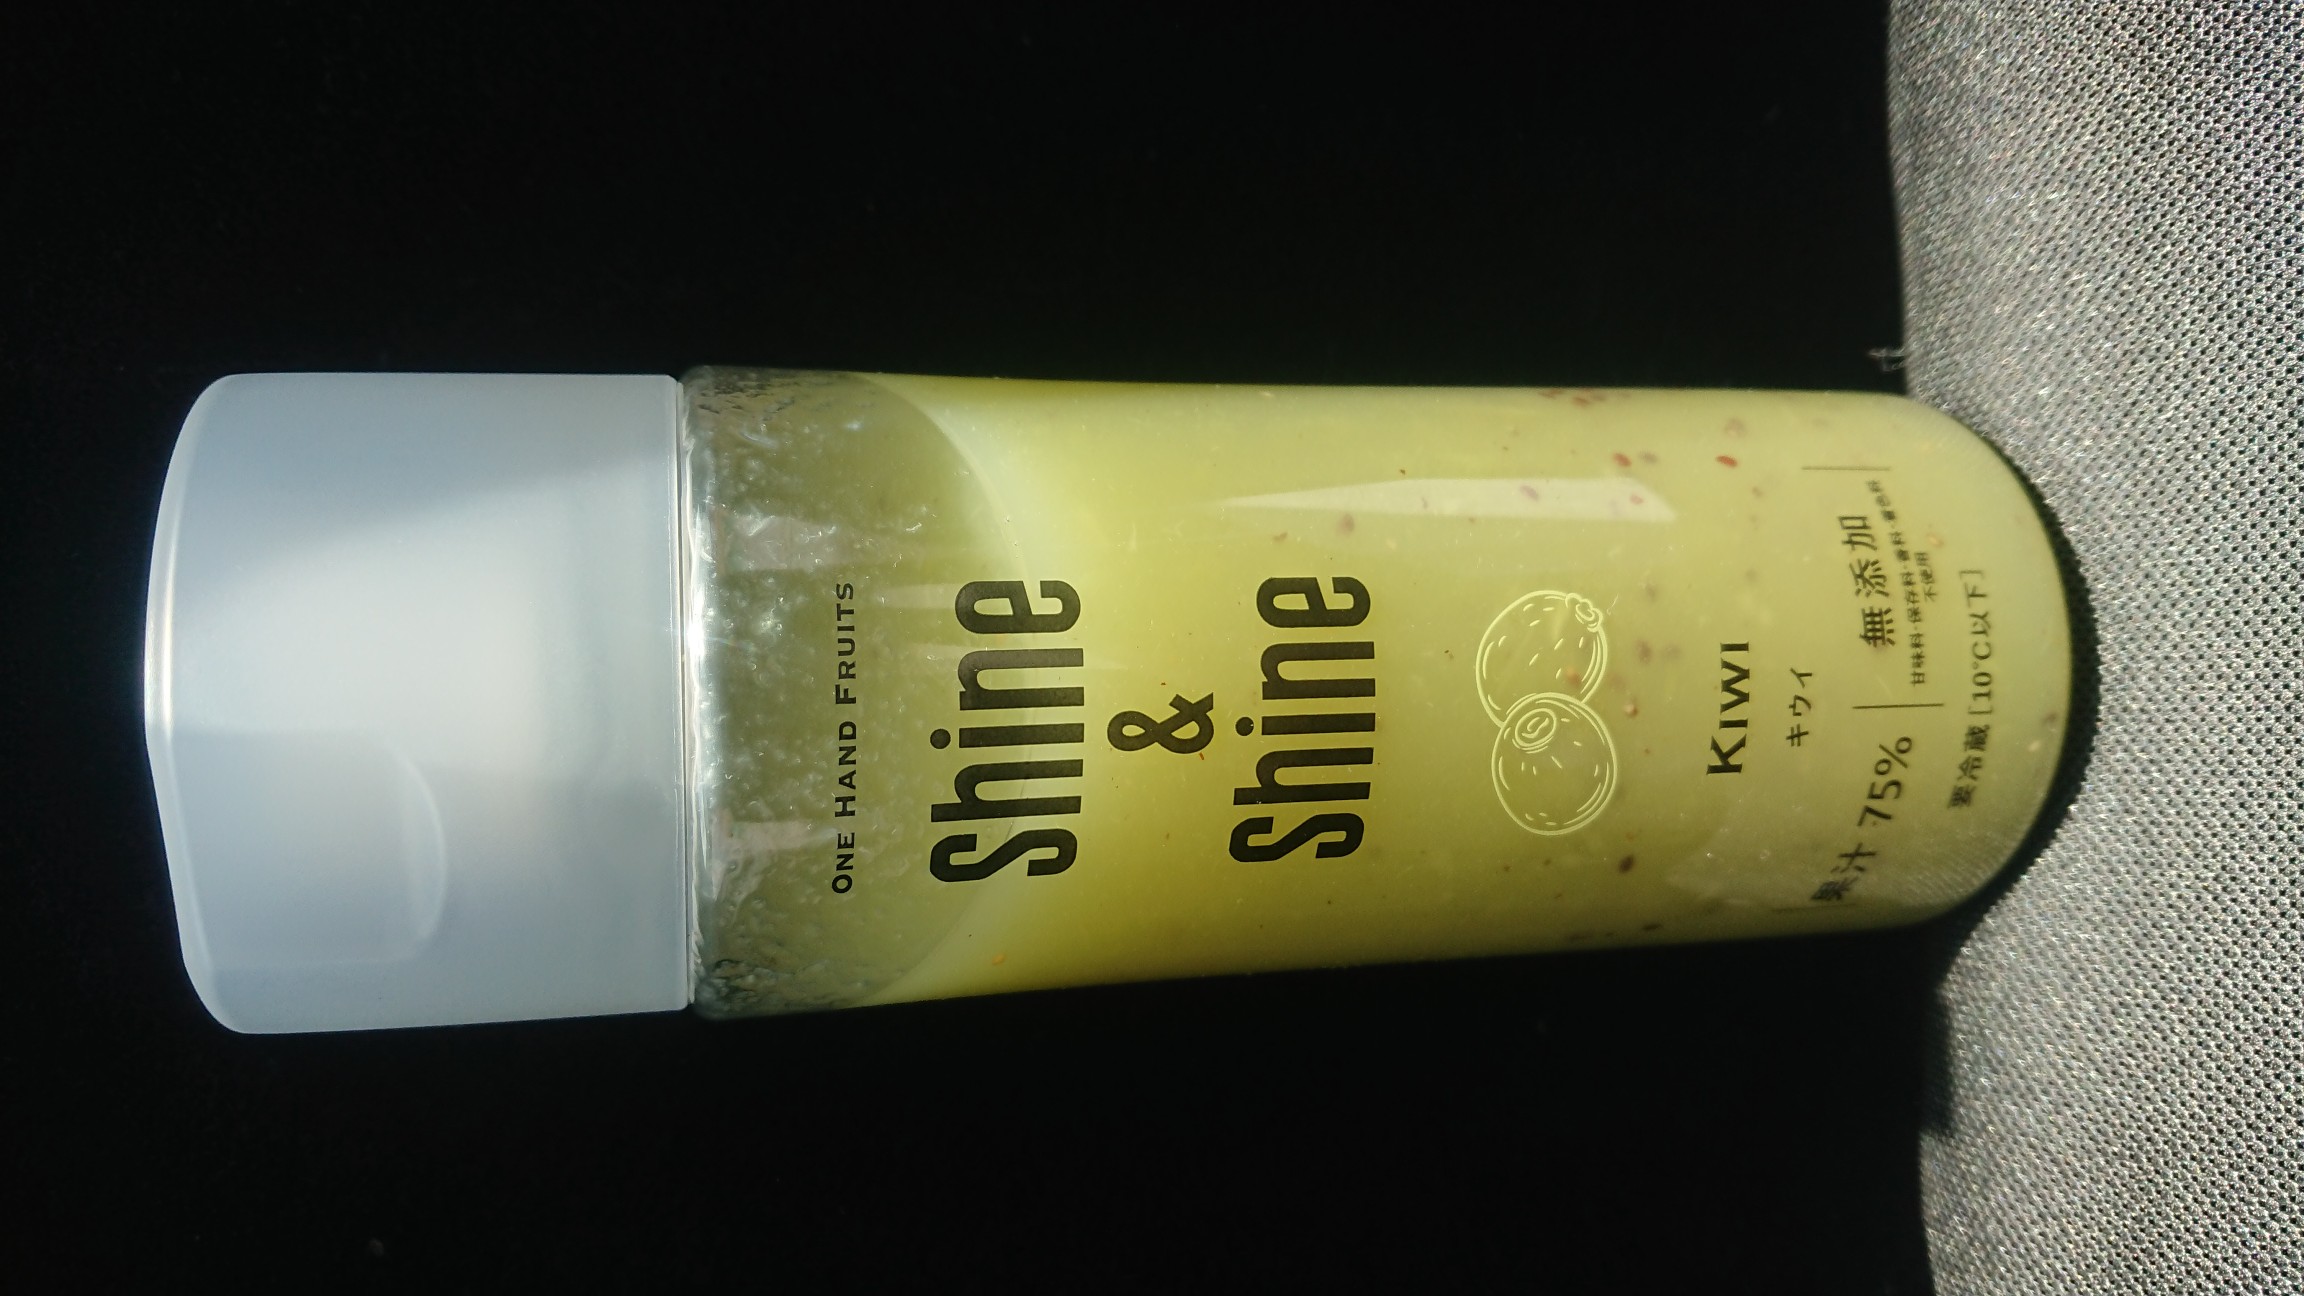 ONE HAND FRUITS
Shine
&
Shine
KIWI
キウイ
果汁 75%
無添加
甘味料・保存料・香料・着色料
不使用
要冷蔵 [10℃以下]